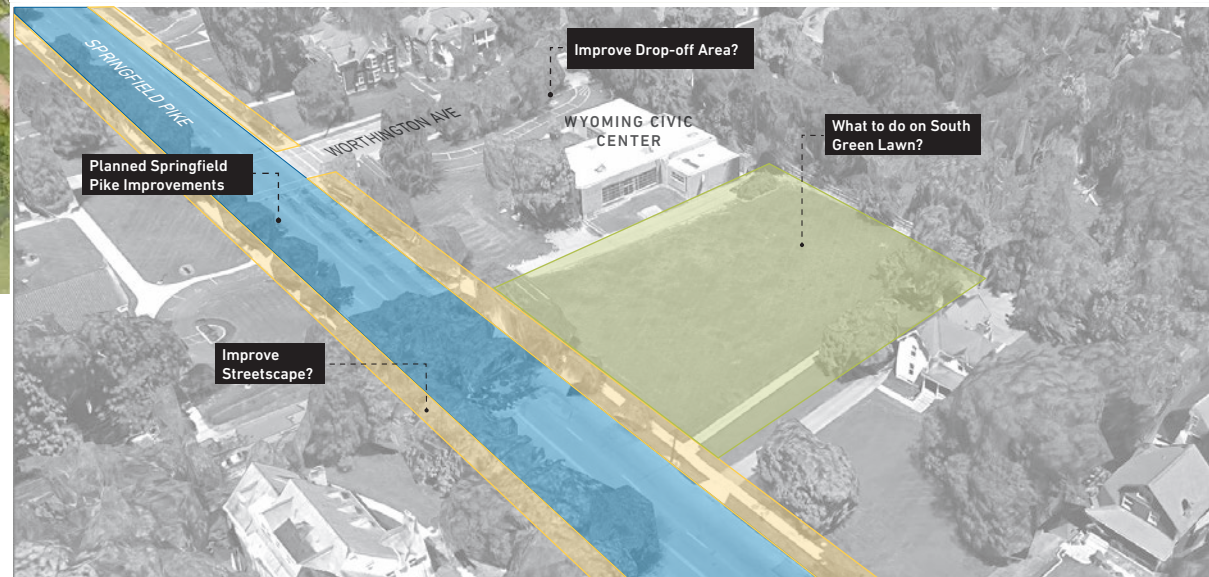 SPRINGFIELD PIKE
Improve Drop-off Area?
WORTHINGTON AVE
WYOMING CIVIC
CENTER
What to do on South
Green Lawn?
Planned Springfield
Pike Improvements
Improve
Streetscape?